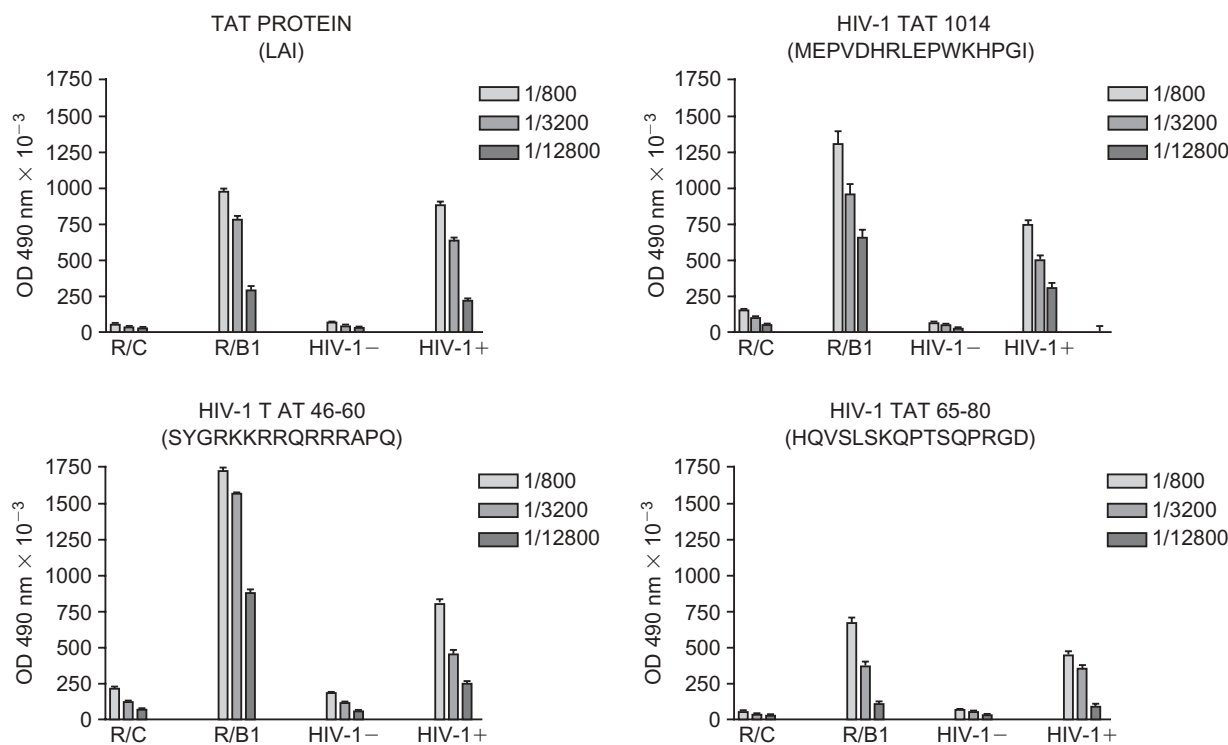 TAT PROTEIN
(LAI)
OD 490 nm × 10⁻³
1750
1500
1250
1000
750
500
250
0
R/C R/B1 HIV-1− HIV-1+
1/800
1/3200
1/12800
HIV-1 TAT 1014
(MEPVDHRLEPWKHPGI)
OD 490 nm × 10⁻³
1750
1500
1250
1000
750
500
250
0
R/C R/B1 HIV-1− HIV-1+
1/800
1/3200
1/12800
HIV-1 T AT 46-60
(SYGRKKRRQRRRAPQ)
OD 490 nm × 10⁻³
1750
1500
1750
1000
750
500
250
0
R/C R/B1 HIV-1− HIV-1+
1/800
1/3200
1/12800
HIV-1 TAT 65-80
(HQVSLSKQPTSQPRGD)
OD 490 nm × 10⁻³
1750
1500
1750
1000
750
500
250
0
R/C R/B1 HIV-1− HIV-1+
1/800
1/3200
1/12800